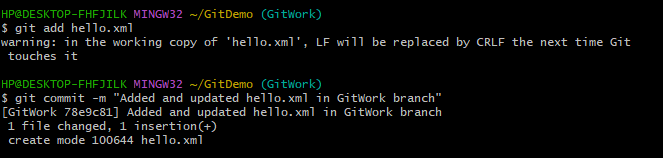 HP@DESKTOP-FHFJILK MINGW32 ~/GitDemo (GitWork)
$ git add hello.xml
warning: in the working copy of 'hello.xml', LF will be replaced by CRLF the next time Git
 touches it
HP@DESKTOP-FHFJILK MINGW32 ~/GitDemo (GitWork)
$ git commit -m "Added and updated hello.xml in GitWork branch"
[GitWork 78e9c81] Added and updated hello.xml in GitWork branch
 1 file changed, 1 insertion(+)
 create mode 100644 hello.xml